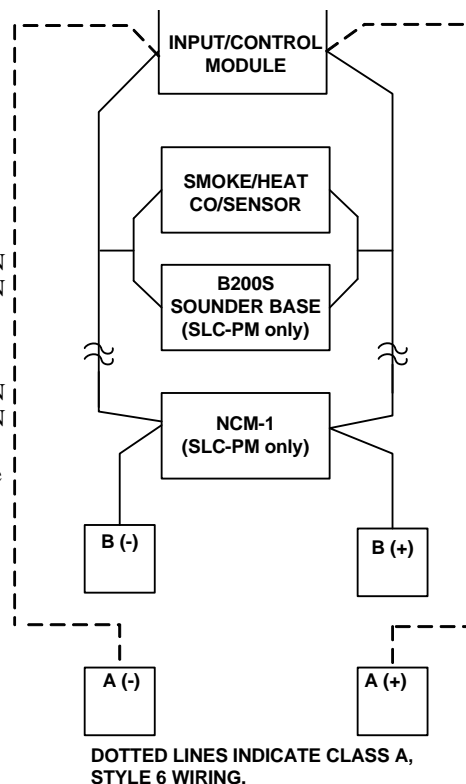 INPUT/CONTROL
MODULE
SMOKE/HEAT
CO/SENSOR
B200S
SOUNDER BASE
(SLC-PM only)
NCM-1
(SLC-PM only)
B (-)
B (+)
A (-)
A (+)
DOTTED LINES INDICATE CLASS A,
STYLE 6 WIRING.